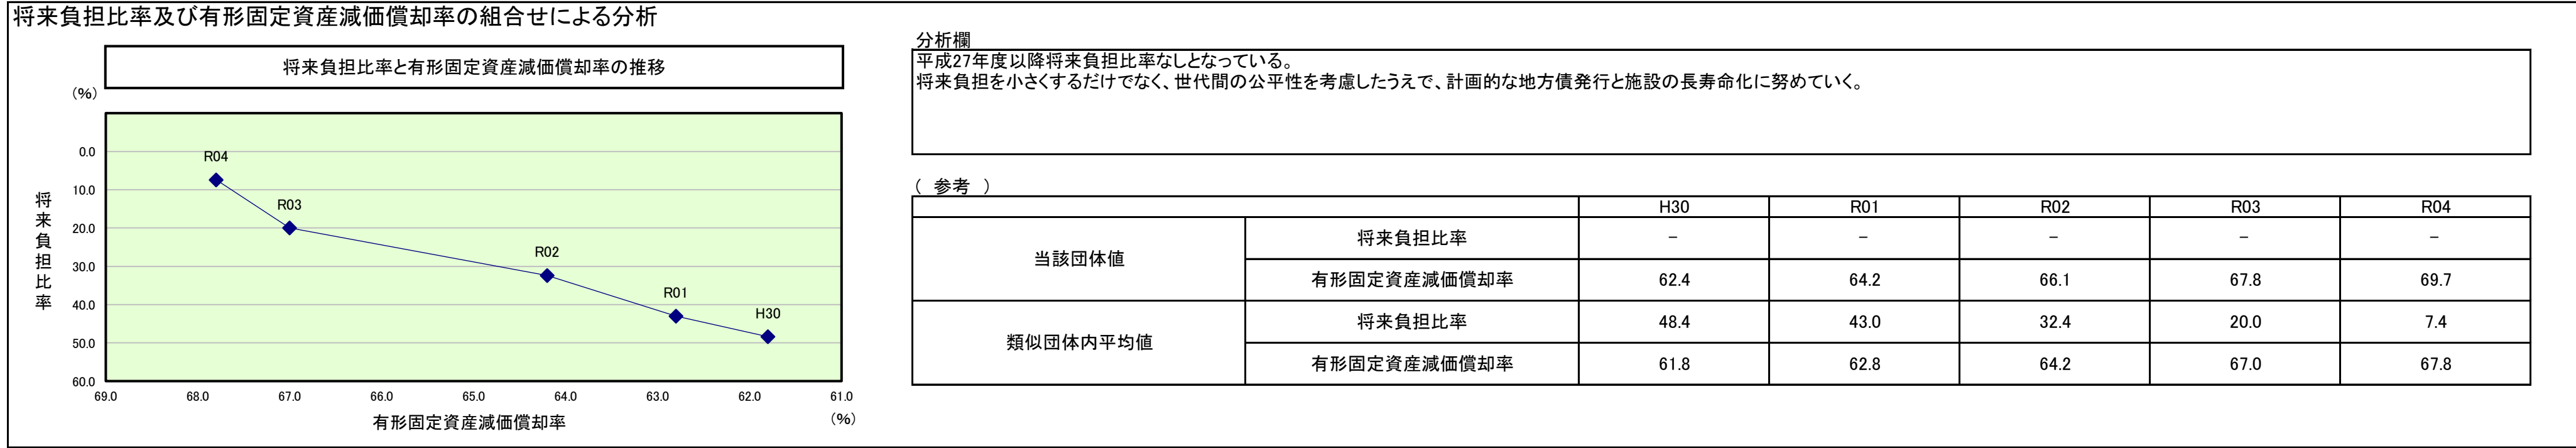 将来負担比率及び有形固定資産減価償却率の組合せによる分析
将来負担比率と有形固定資産減価償却率の推移
(%)
0.0
10.0
20.0
30.0
40.0
50.0
60.0
将来負担比率
R04
R03
R02
R01
H30
69.0 68.0 67.0 66.0 65.0 64.0 63.0 62.0 61.0
有形固定資産減価償却率
(%)
分析欄
平成27年度以降将来負担比率なしとなっている。
将来負担を小さくするだけでなく、世代間の公平性を考慮したうえで、計画的な地方債発行と施設の長寿命化に努めていく。
( 参考 )
H30 R01 R02 R03 R04
当該団体値
将来負担比率 － － － － －
有形固定資産減価償却率 62.4 64.2 66.1 67.8 69.7
類似団体内平均値
将来負担比率 48.4 43.0 32.4 20.0 7.4
有形固定資産減価償却率 61.8 62.8 64.2 67.0 67.8